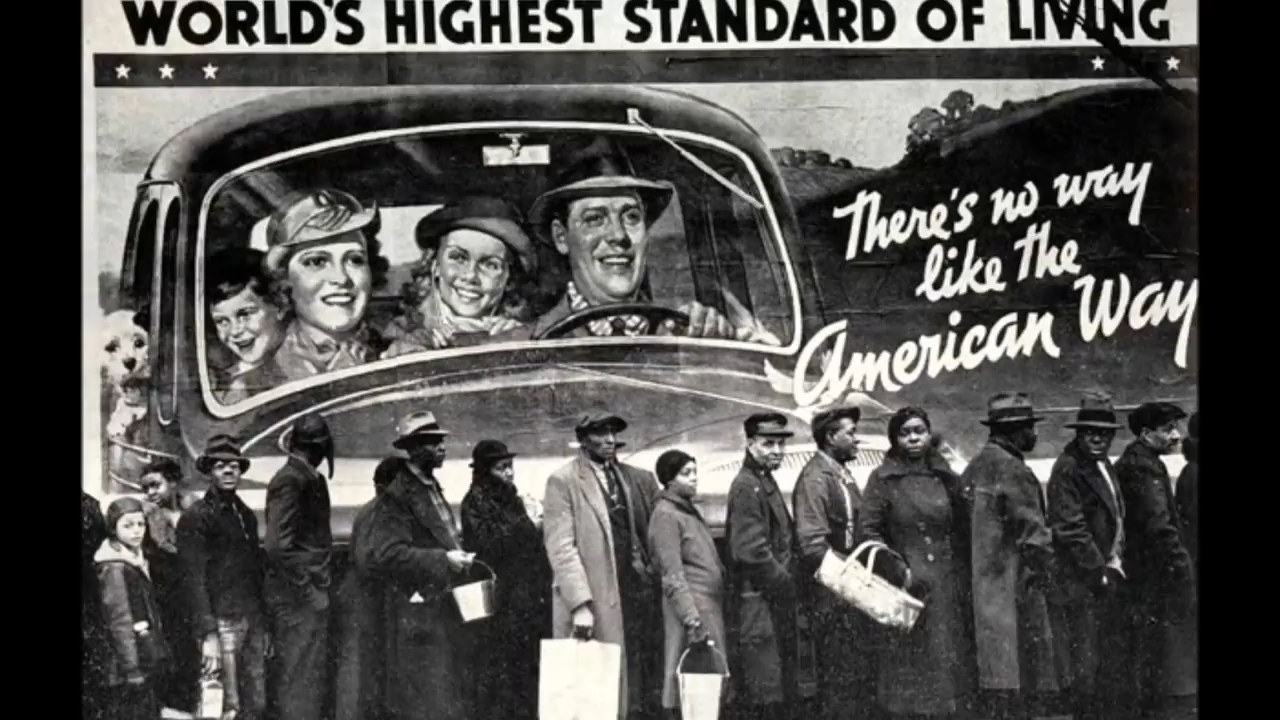 WORLD'S HIGHEST STANDARD OF LIVING
There's no way
like the
American Way